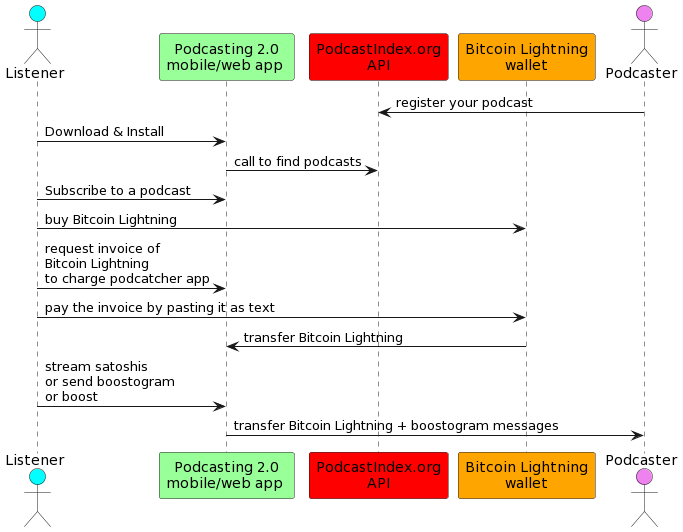 Listener
Podcasting 2.0
mobile/web app
PodcastIndex.org
API
Bitcoin Lightning
wallet
Podcaster
register your podcast
Download & Install
call to find podcasts
Subscribe to a podcast
buy Bitcoin Lightning
request invoice of
Bitcoin Lightning
to charge podcatcher app
pay the invoice by pasting it as text
transfer Bitcoin Lightning
stream satoshis
or send boostogram
or boost
transfer Bitcoin Lightning + boostogram messages
Listener
Podcasting 2.0
mobile/web app
PodcastIndex.org
API
Bitcoin Lightning
wallet
Podcaster